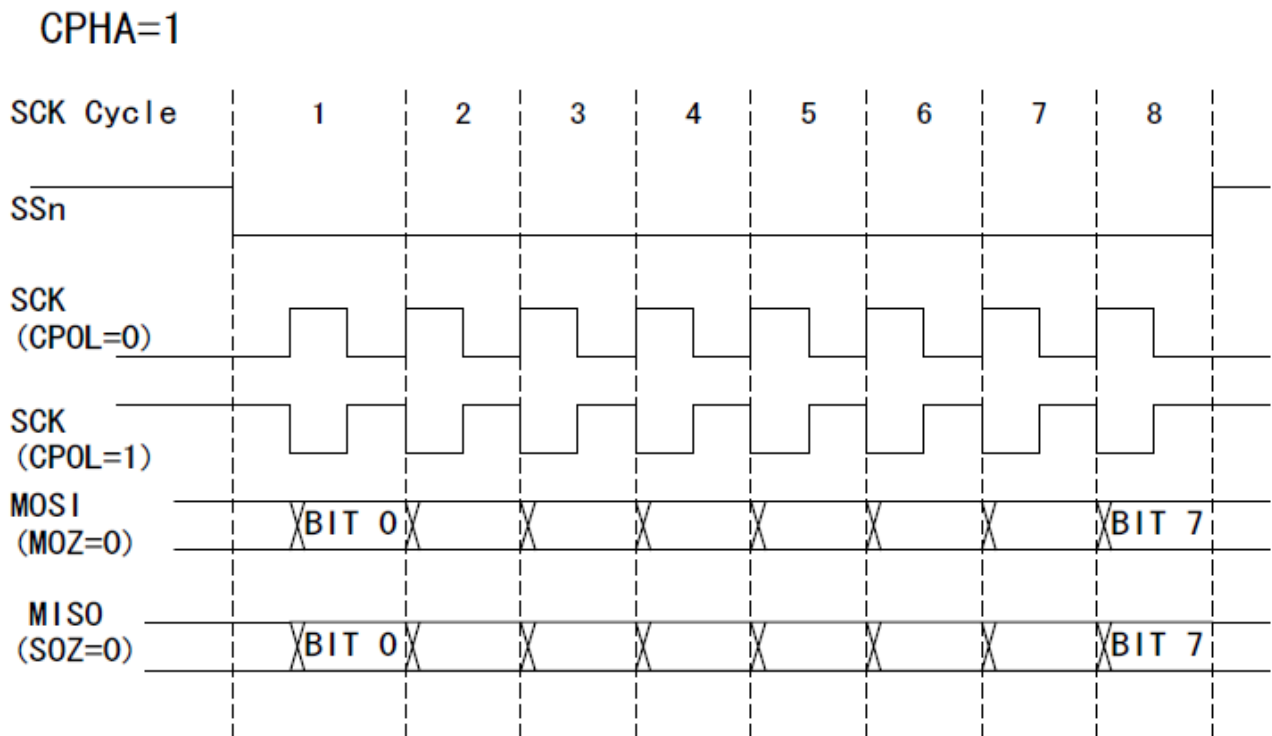 CPHA=1
SCK Cycle 1 2 3 4 5 6 7 8
SSn
SCK
(CPOL=0)
SCK
(CPOL=1)
MOSI
(MOZ=0)
BIT 0 BIT 7
MISO
(SOZ=0)
BIT 0 BIT 7